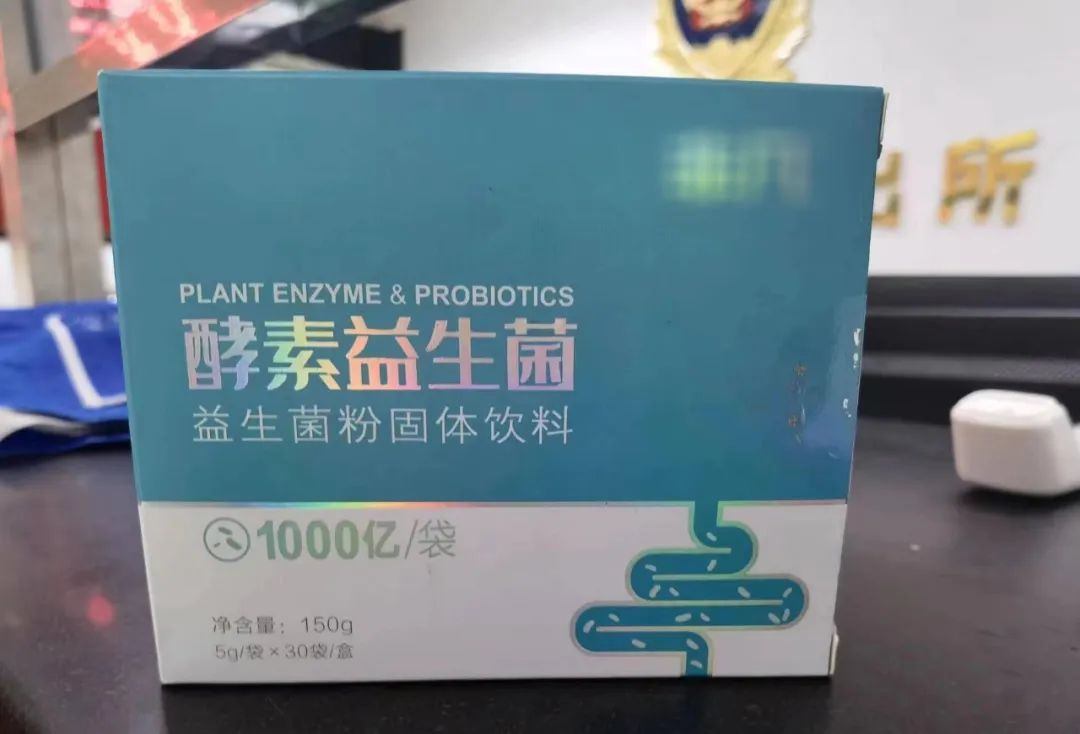 出所
PLANT ENZYME & PROBIOTICS
酵素益生菌
益生菌粉固体饮料
1000亿/袋
净含量：150g
5g/袋×30袋/盒